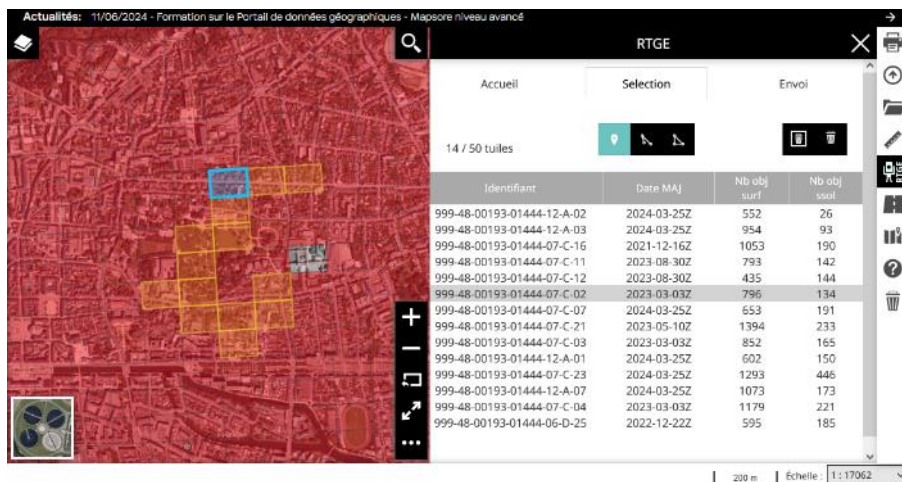 Actualités: 11/06/2024 - Formation sur le Portail de données géographiques - Mapsore niveau avancé
RTGE
Accueil Selection Envoi
14 / 50 tuiles
Identifiant Date MAJ Nb obj surf Nb obj ssol
999-48-00193-01444-12-A-02 2024-03-25Z 552 26
999-48-00193-01444-12-A-03 2024-03-25Z 954 93
999-48-00193-01444-07-C-16 2021-12-16Z 1053 190
999-48-00193-01444-07-C-11 2023-08-30Z 793 142
999-48-00193-01444-07-C-12 2023-08-30Z 435 144
999-48-00193-01444-07-C-02 2023-03-03Z 796 134
999-48-00193-01444-07-C-07 2024-03-25Z 653 191
999-48-00193-01444-07-C-21 2023-05-10Z 1394 233
999-48-00193-01444-07-C-03 2023-03-03Z 852 165
999-48-00193-01444-12-A-01 2024-03-25Z 602 150
999-48-00193-01444-07-C-23 2024-03-25Z 1293 446
999-48-00193-01444-12-A-07 2024-03-25Z 1073 173
999-48-00193-01444-07-C-04 2023-03-03Z 1179 221
999-48-00193-01444-06-D-25 2022-12-22Z 595 185
RTGE
200 m Échelle : 1 : 17062